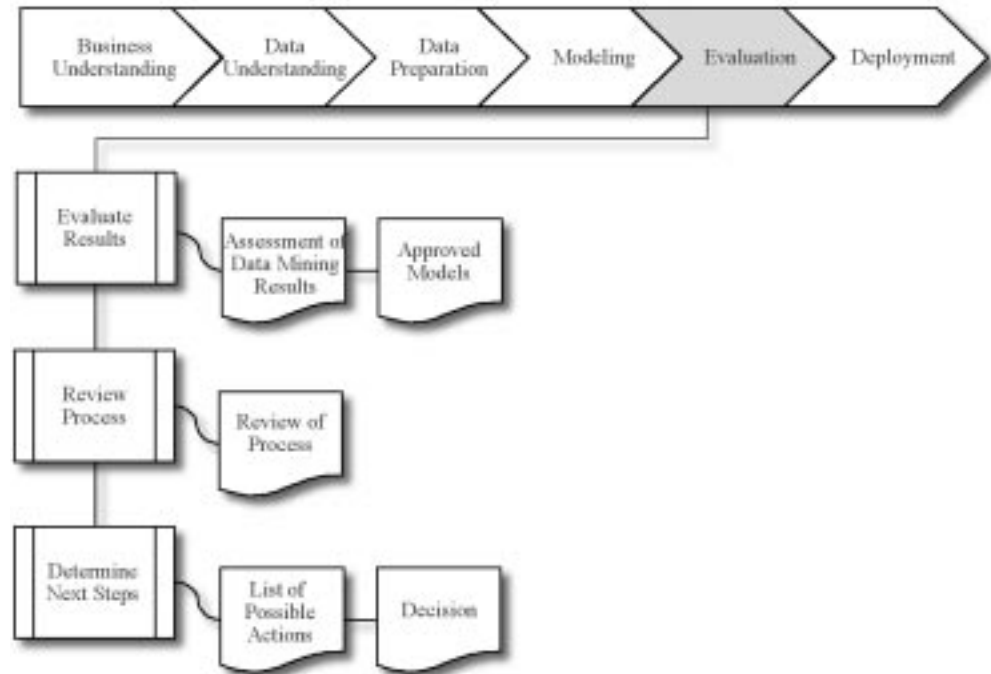 Business
Understanding
Data
Understanding
Data
Preparation
Modeling
Evaluation
Deployment
Evaluate
Results
Assessment of
Data Mining
Results
Approved
Models
Review
Process
Review of
Process
Determine
Next Steps
List of
Possible
Actions
Decision